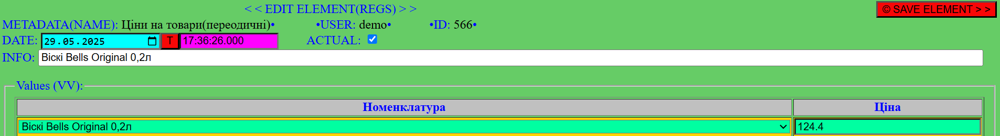 < < EDIT ELEMENT(REGS) > >
© SAVE ELEMENT > >
METADATA(NAME): Ціни на товари(переодичні)• •USER: demo• •ID: 566•
DATE: 29.05.2025 T 17:36:26.000 ACTUAL:
INFO: Віскі Bells Original 0,2л
Values (VV):
Номенклатура Ціна
Віскі Bells Original 0,2л 124.4